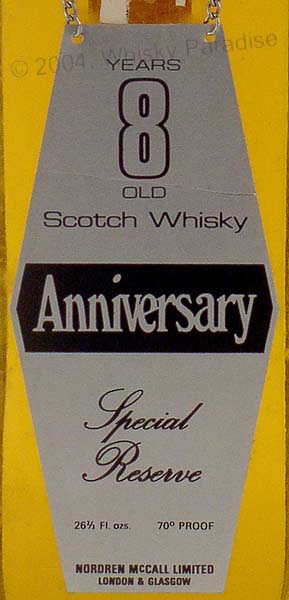 © 2004, Whisky Paradise
YEARS
8
OLD
Scotch Whisky
Anniversary
Special
Reserve
26⅔ Fl. ozs. 70º PROOF
NORDREN McCALL LIMITED
LONDON & GLASGOW